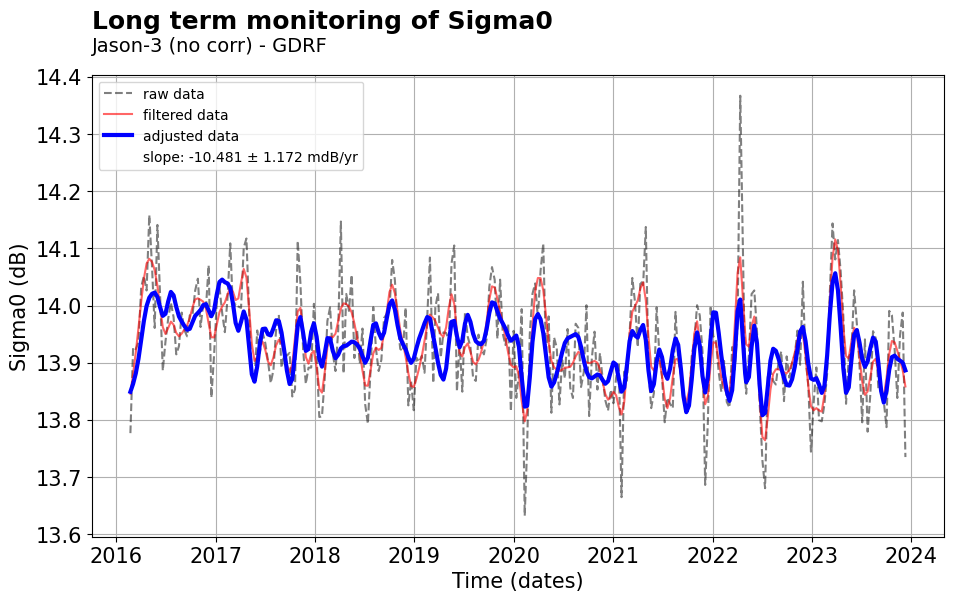 Long term monitoring of Sigma0
Jason-3 (no corr) - GDRF
14.4
14.3
14.2
14.1
14.0
13.9
13.8
13.7
13.6
Sigma0 (dB)
raw data
filtered data
adjusted data
slope: -10.481 ± 1.172 mdB/yr
2016 2017 2018 2019 2020 2021 2022 2023 2024
Time (dates)